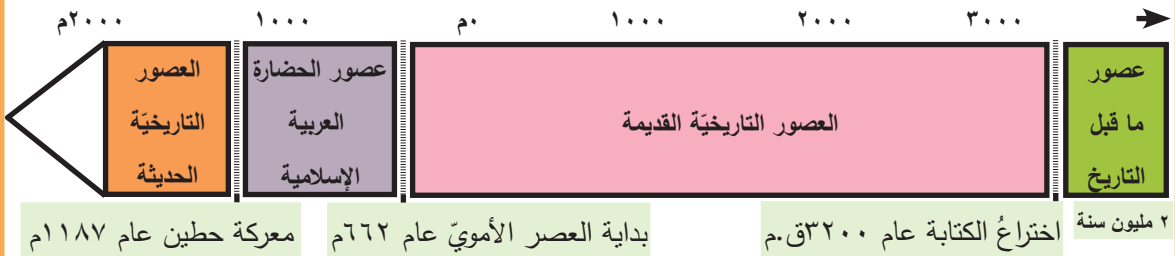 ٣٠٠٠ ٢٠٠٠ ١٠٠٠ ٠م ١٠٠٠ ٢٠٠٠م
عصور
ما قبل
التاريخ
العصور التاريخيّة القديمة
عصور الحضارة
العربية
الإسلامية
العصور
التاريخيّة
الحديثة
٢ مليون سنة
اختراعُ الكتابة عام ٣٢٠٠ق.م
بداية العصر الأمويّ عام ٦٦٢م
معركة حطين عام ١١٨٧م